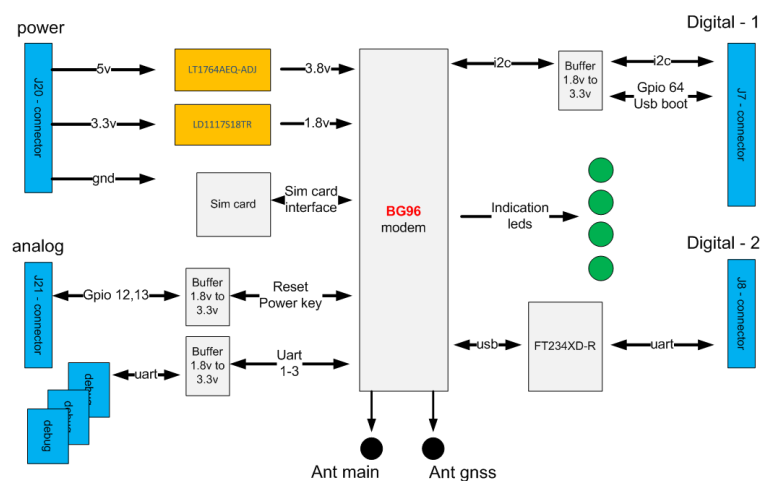 power
Digital - 1
J20 - connector
5v
LT1764AEQ-ADJ
3.8v
3.3v
LD1117S18TR
1.8v
gnd
Sim card
Sim card
interface
BG96
modem
i2c
Buffer
1.8v to
3.3v
i2c
Gpio 64
Usb boot
J7 - connector
Indication
leds
analog
J21 - connector
Gpio 12,13
Buffer
1.8v to
3.3v
Reset
Power key
uart
Buffer
1.8v to
3.3v
Uart
1-3
debug
debug
debug
Digital - 2
usb
FT234XD-R
uart
J8 - connector
Ant main
Ant gnss